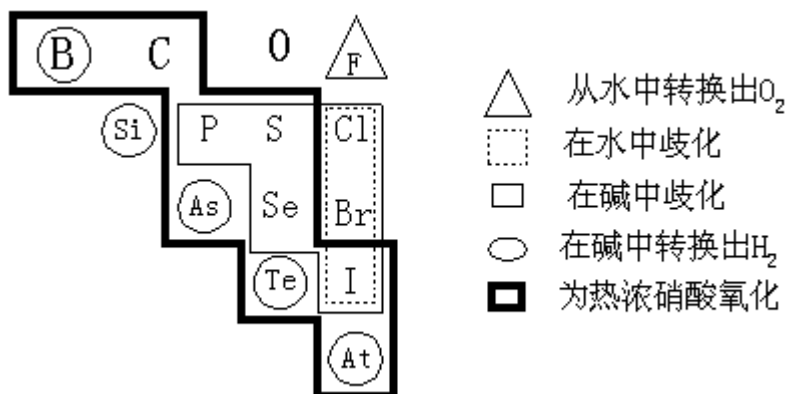 B C O F
Si P S Cl
As Se Br
Te I
At
从水中转换出O₂
在水中歧化
在碱中歧化
在碱中转换出H₂
为热浓硝酸氧化